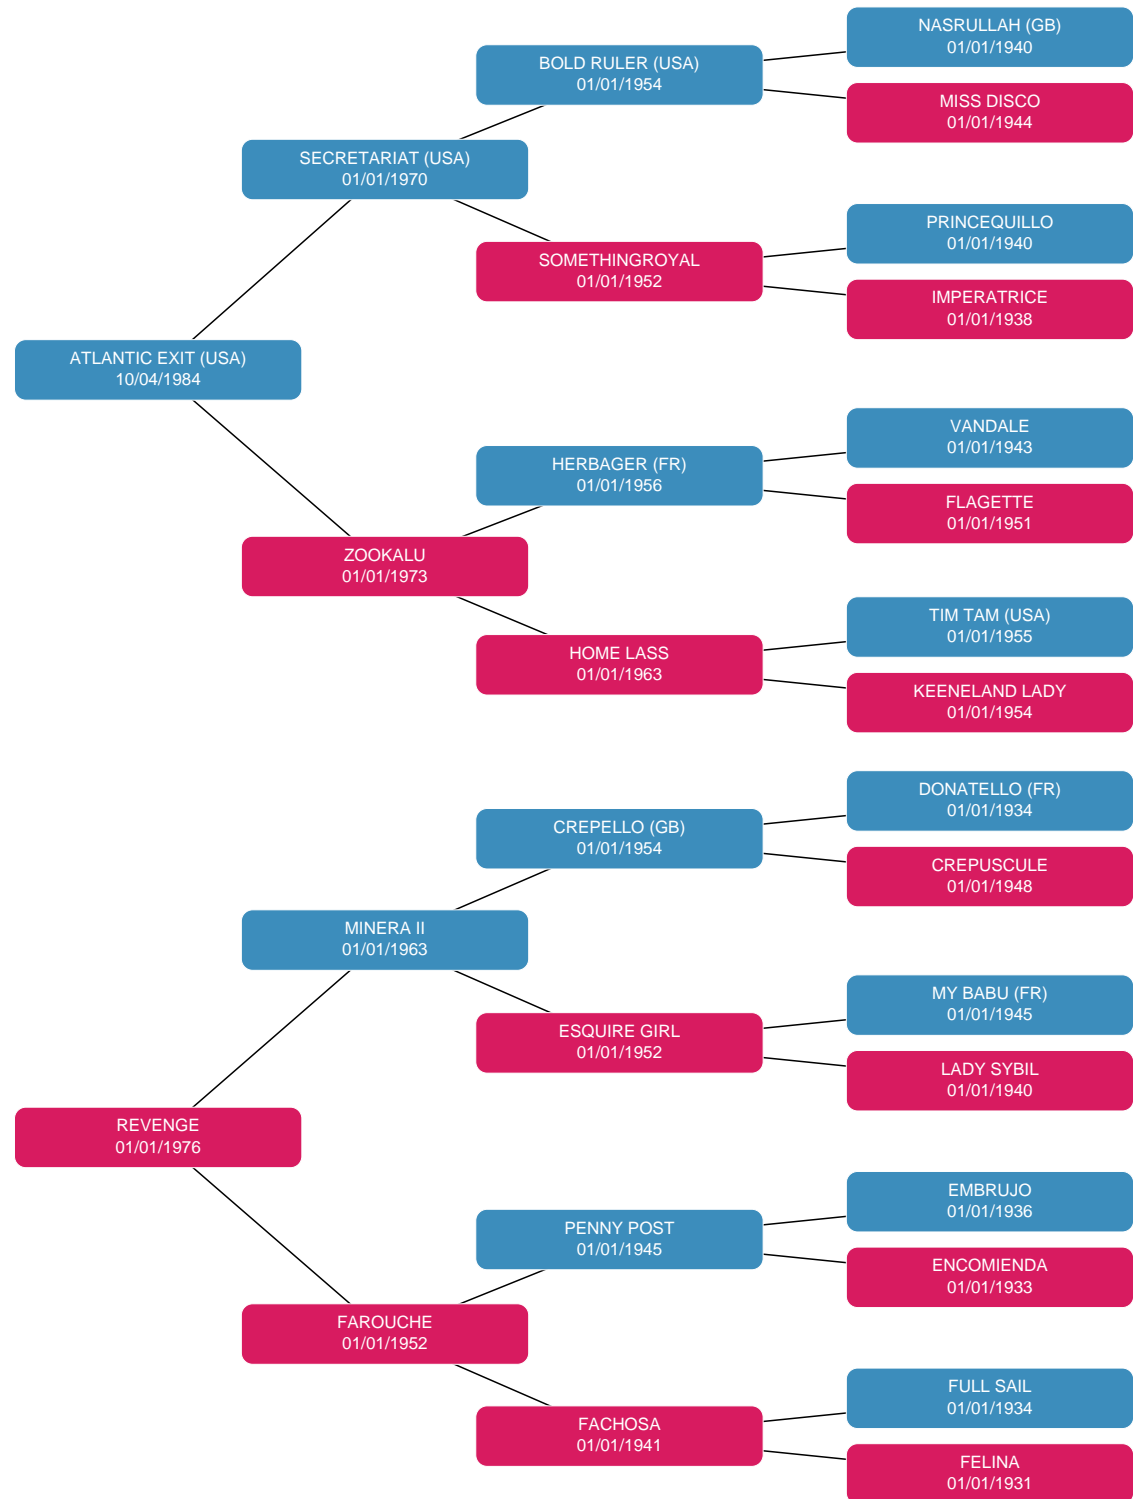 NASRULLAH (GB)
01/01/1940
BOLD RULER (USA)
01/01/1954
MISS DISCO
01/01/1944
SECRETARIAT (USA)
01/01/1970
PRINCEQUILLO
01/01/1940
SOMETHINGROYAL
01/01/1952
IMPERATRICE
01/01/1938
ATLANTIC EXIT (USA)
10/04/1984
VANDALE
01/01/1943
HERBAGER (FR)
01/01/1956
FLAGETTE
01/01/1951
ZOOKALU
01/01/1973
TIM TAM (USA)
01/01/1955
HOME LASS
01/01/1963
KEENELAND LADY
01/01/1954
DONATELLO (FR)
01/01/1934
CREPELLO (GB)
01/01/1954
CREPUSCULE
01/01/1948
MINERA II
01/01/1963
MY BABU (FR)
01/01/1945
ESQUIRE GIRL
01/01/1952
LADY SYBIL
01/01/1940
REVENGE
01/01/1976
EMBRUJO
01/01/1936
PENNY POST
01/01/1945
ENCOMIENDA
01/01/1933
FAROUCHE
01/01/1952
FULL SAIL
01/01/1934
FACHOSA
01/01/1941
FELINA
01/01/1931